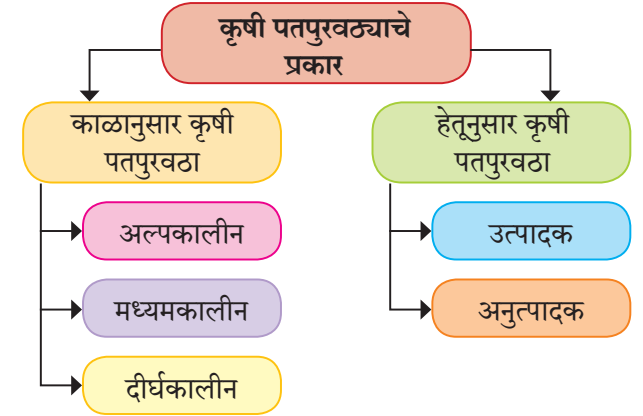 कृषी पतपुरवठ्याचे
प्रकार
काळानुसार कृषी
पतपुरवठा
अल्पकालीन
मध्यमकालीन
दीर्घकालीन
हेतूनुसार कृषी
पतपुरवठा
उत्पादक
अनुत्पादक